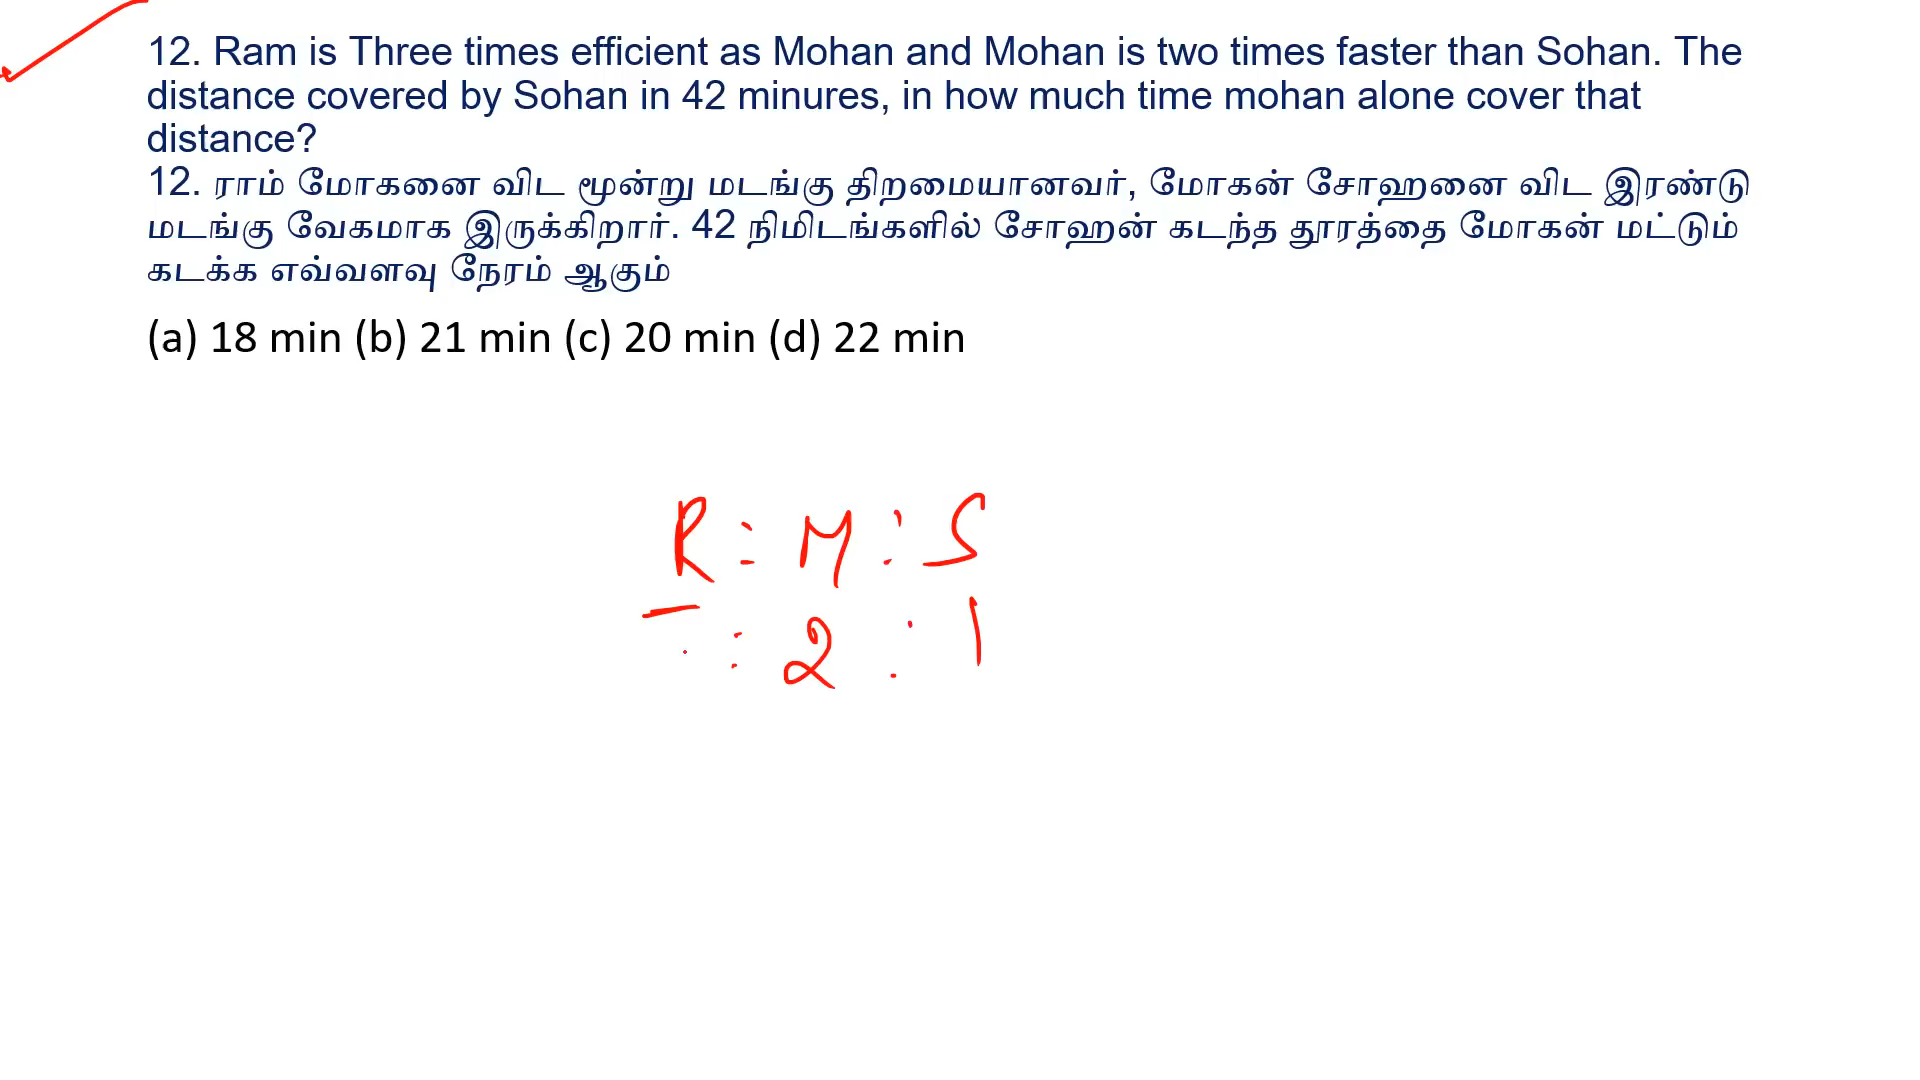 12. Ram is Three times efficient as Mohan and Mohan is two times faster than Sohan. The
distance covered by Sohan in 42 minures, in how much time mohan alone cover that
distance?
12. ராம் மோகனை விட மூன்று மடங்கு திறமையானவர், மோகன் சோஹனை விட இரண்டு
மடங்கு வேகமாக இருக்கிறார். 42 நிமிடங்களில் சோஹன் கடந்த தூரத்தை மோகன் மட்டும்
கடக்க எவ்வளவு நேரம் ஆகும்
(a) 18 min (b) 21 min (c) 20 min (d) 22 min
R : M : S
: 2 : 1